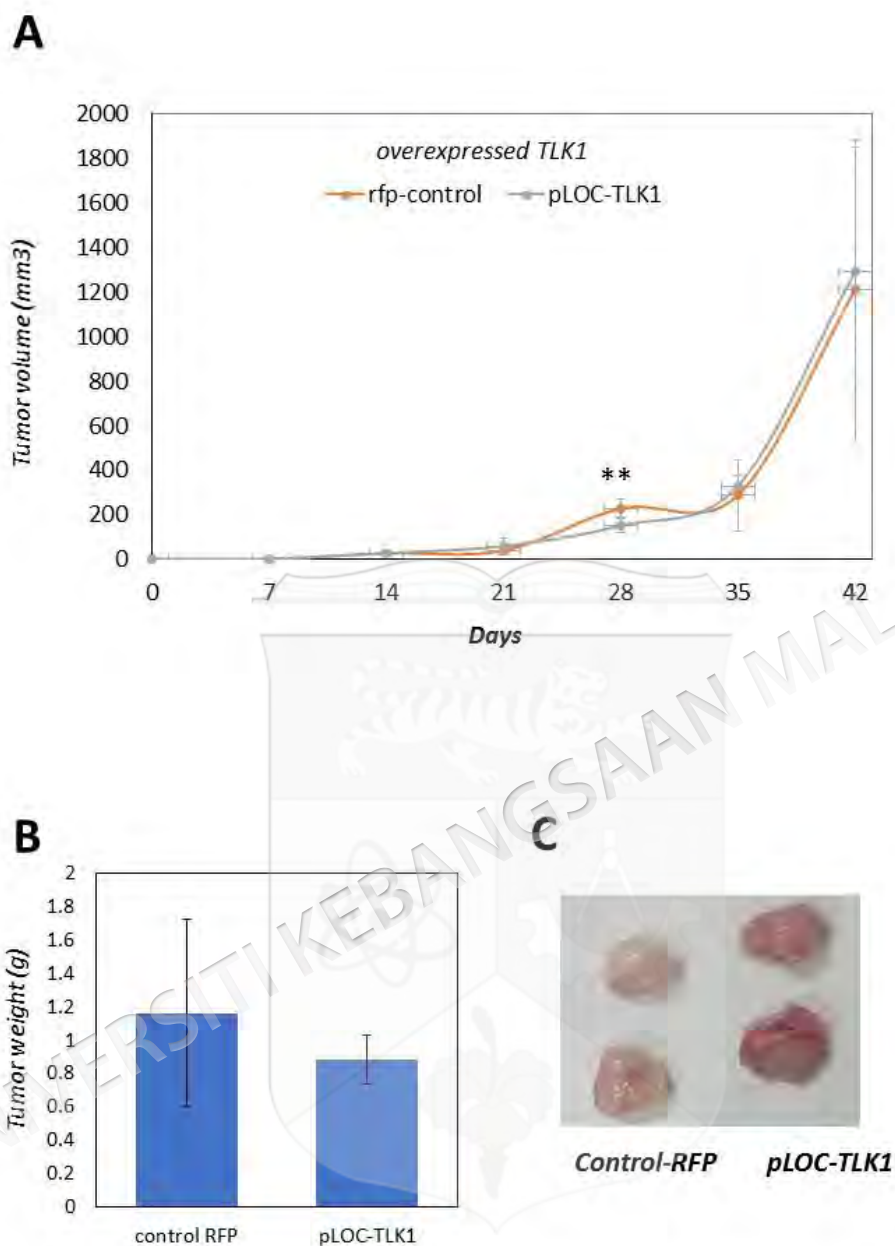 A
2000
1800
1600
1400
1200
1000
800
600
400
200
0
Tumor volume (mm3)
overexpressed TLK1
rfp-control pLOC-TLK1
**
0 7 14 21 28 35 42
Days
UNIVERSITI KEBANGSAAN MAL
B
2
1.8
1.6
1.4
1.2
1
0.8
0.6
0.4
0.2
0
Tumor weight (g)
control RFP pLOC-TLK1
C
Control-RFP pLOC-TLK1